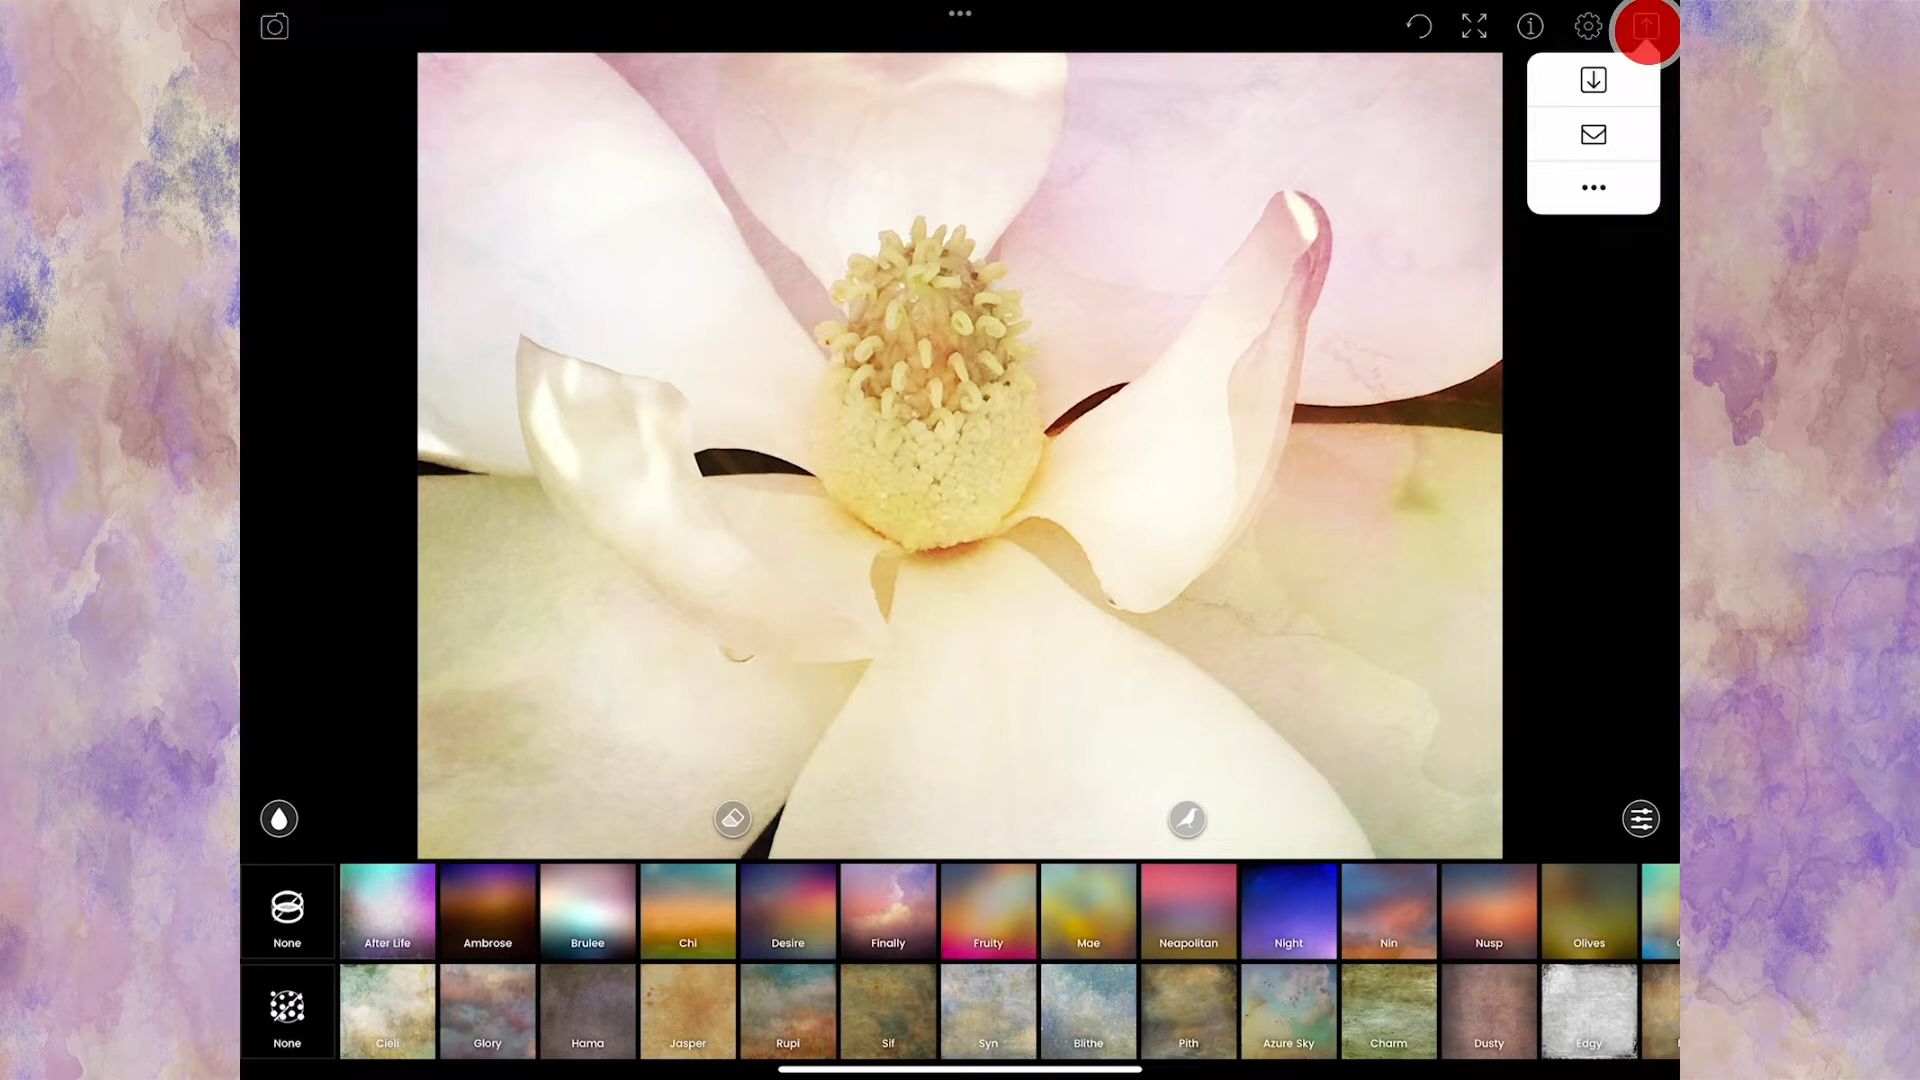 None
After Life
Ambrose
Brulee
Chi
Desire
Finally
Fruity
Mae
Neapolitan
Night
Nin
Nusp
Olives
None
Cieli
Glory
Hama
Jasper
Rupi
Sif
Syn
Blithe
Pith
Azure Sky
Charm
Dusty
Edgy